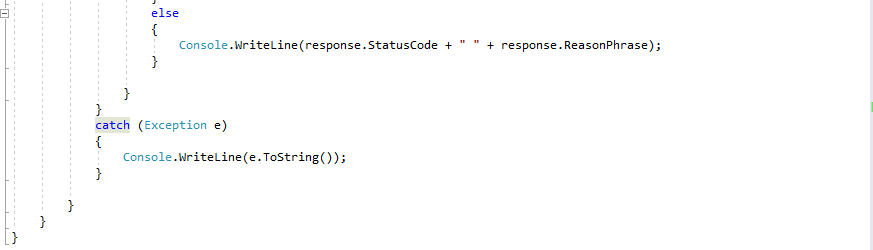 }
else
{
Console.WriteLine(response.StatusCode + " " + response.ReasonPhrase);
}
}
}
catch (Exception e)
{
Console.WriteLine(e.ToString());
}
}
}
}